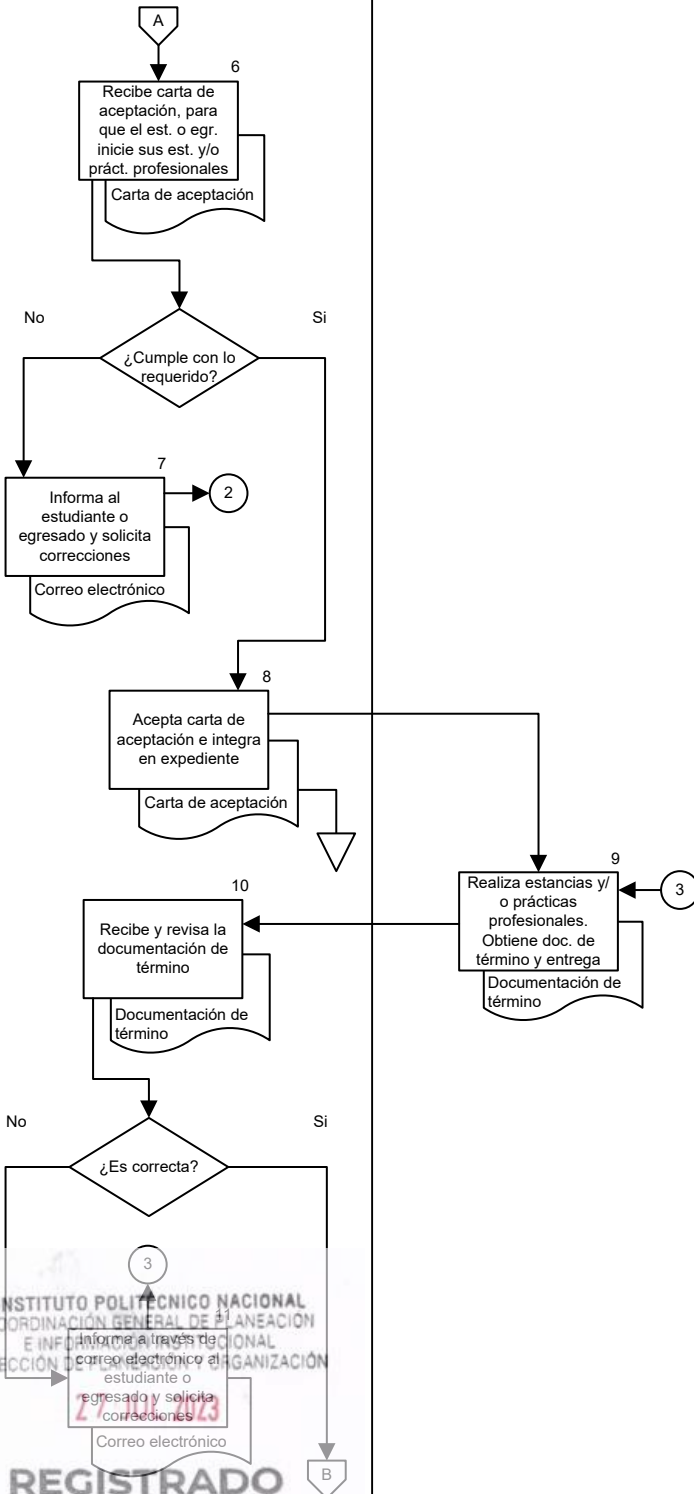 A
6
Recibe carta de
aceptación, para
que el est. o egr.
inicie sus est. y/o
práct. profesionales
Carta de aceptación
No
Si
¿Cumple con lo
requerido?
7
Informa al
estudiante o
egresado y solicita
correcciones
2
Correo electrónico
8
Acepta carta de
aceptación e integra
en expediente
Carta de aceptación
9
Realiza estancias y/
o prácticas
profesionales.
Obtiene doc. de
término y entrega
3
Documentación de
término
10
Recibe y revisa la
documentación de
término
Documentación de
término
No
Si
¿Es correcta?
3
NSTITUTO POLITÉCNICO NACIONAL
OORDINACIÓN GENERAL DE PLANEACIÓN
E INFORMACIÓN INSTITUCIONAL
ECCIÓN DE PLANEACIÓN Y ORGANIZACIÓN
11
Informa a través de
correo electrónico al
estudiante o
egresado y solicita
correcciones
27 JUL 2023
Correo electrónico
REGISTRADO
B